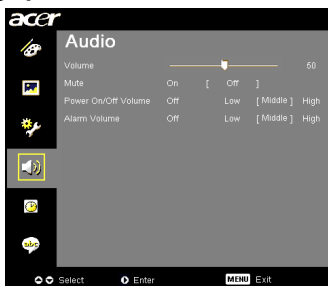 acer
Audio
Volume 50
Mute On [ Off ]
Power On/Off Volume Off Low [ Middle ] High
Alarm Volume Off Low [ Middle ] High
abc
Select Enter MENU Exit